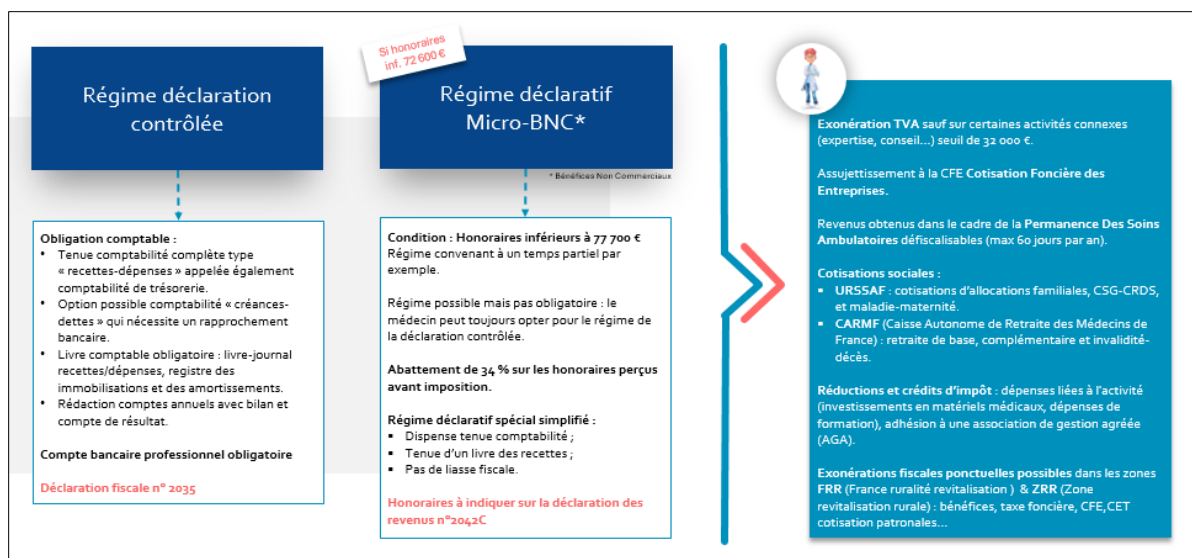 Régime déclaration
contrôlée
Obligation comptable :
• Tenue comptabilité complète type
« recettes-dépenses » appelée également
comptabilité de trésorerie.
• Option possible comptabilité « créances-
dettes » qui nécessite un rapprochement
bancaire.
• Livre comptable obligatoire : livre-journal
recettes/dépenses, registre des
immobilisations et des amortissements.
• Rédaction comptes annuels avec bilan et
compte de résultat.
Compte bancaire professionnel obligatoire
Déclaration fiscale n° 2035
Si honoraires
inf. 72 600 €
Régime déclaratif
Micro-BNC*
* Bénéfices Non Commerciaux
Condition : Honoraires inférieurs à 77 700 €
Régime convenant à un temps partiel par
exemple.
Régime possible mais pas obligatoire : le
médecin peut toujours opter pour le régime de
la déclaration contrôlée.
Abattement de 34 % sur les honoraires perçus
avant imposition.
Régime déclaratif spécial simplifié :
▪ Dispense tenue comptabilité ;
▪ Tenue d'un livre des recettes ;
▪ Pas de liasse fiscale.
Honoraires à indiquer sur la déclaration des
revenus n°2042C
Exonération TVA sauf sur certaines activités connexes
(expertise, conseil...) seuil de 32 000 €.
Assujettissement à la CFE Cotisation Foncière des
Entreprises.
Revenus obtenus dans le cadre de la Permanence Des Soins
Ambulatoires défiscalisables (max 60 jours par an).
Cotisations sociales :
▪ URSSAF : cotisations d'allocations familiales, CSG-CRDS,
et maladie-maternité.
▪ CARMF (Caisse Autonome de Retraite des Médecins de
France) : retraite de base, complémentaire et invalidité-
décès.
Réductions et crédits d'impôt : dépenses liées à l'activité
(investissements en matériels médicaux, dépenses de
formation), adhésion à une association de gestion agréée
(AGA).
Exonérations fiscales ponctuelles possibles dans les zones
FRR (France ruralité revitalisation ) & ZRR (Zone
revitalisation rurale) : bénéfices, taxe foncière, CFE,CET
cotisation patronales...